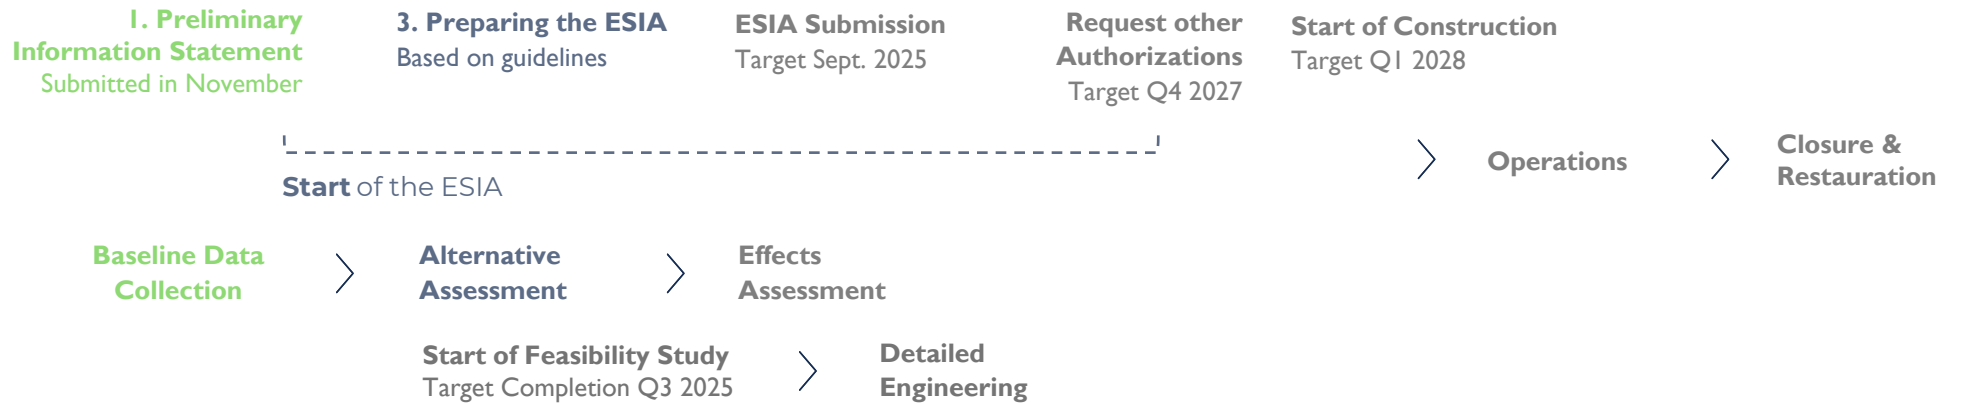 1. Preliminary
Information Statement
Submitted in November
3. Preparing the ESIA
Based on guidelines
ESIA Submission
Target Sept. 2025
Request other
Authorizations
Target Q4 2027
Start of Construction
Target Q1 2028
Start of the ESIA
Operations
Closure &
Restauration
Baseline Data
Collection
Alternative
Assessment
Effects
Assessment
Start of Feasibility Study
Target Completion Q3 2025
Detailed
Engineering